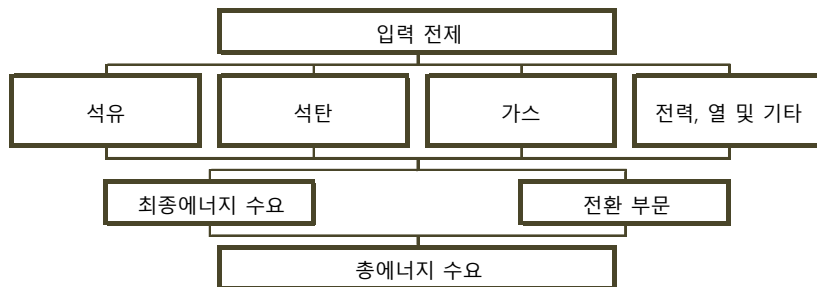 입력 전제
석유
석탄
가스
전력, 열 및 기타
최종에너지 수요
전환 부문
총에너지 수요